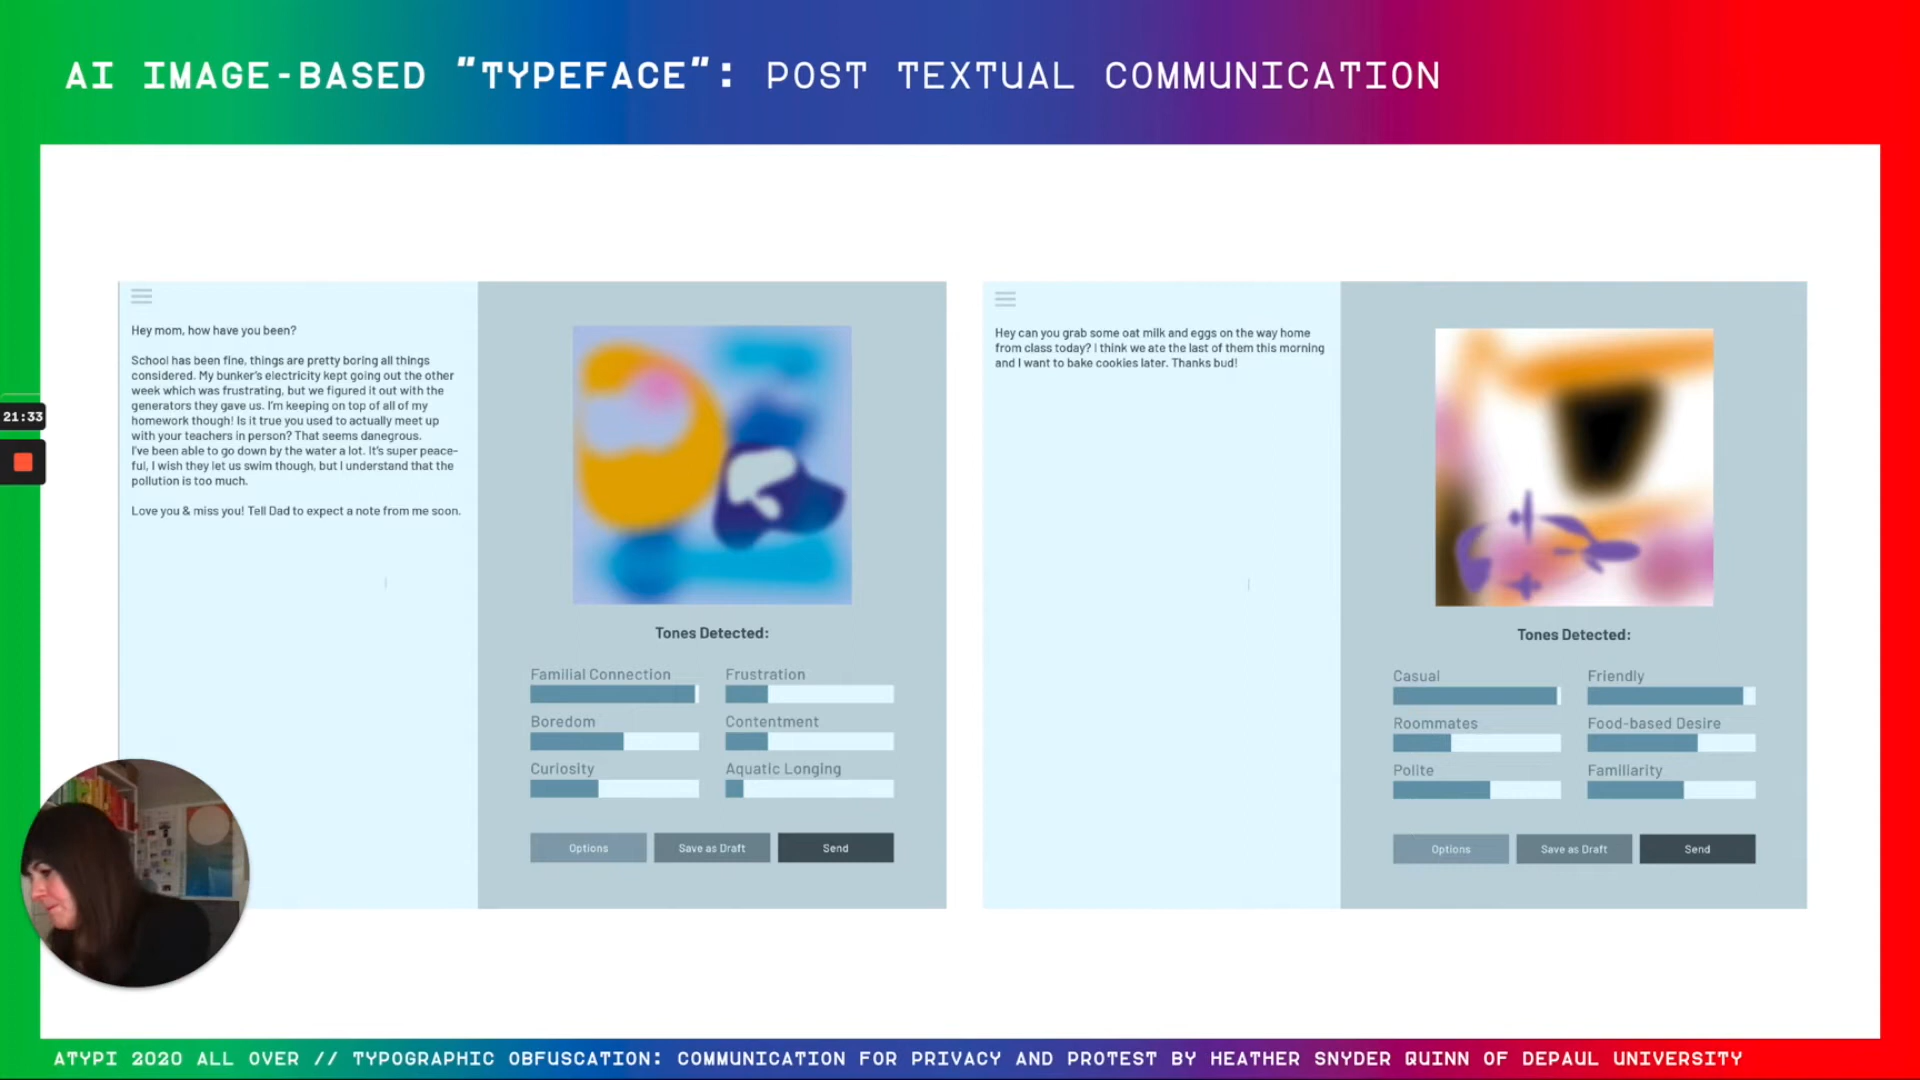 AI IMAGE-BASED "TYPEFACE": POST TEXTUAL COMMUNICATION
Hey mom, how have you been?
School has been fine, things are pretty boring all things
considered. My bunker's electricity kept going out the other
week which was frustrating, but we figured it out with the
generators they gave us. I'm keeping on top of all of my
homework though! Is it true you used to actually meet up
with your teachers in person? That seems danegrous.
I've been able to go down by the water a lot. It's super peace-
ful, I wish they let us swim though, but I understand that the
pollution is too much.
Love you & miss you! Tell Dad to expect a note from me soon.
Tones Detected:
Familial Connection
Frustration
Boredom
Contentment
Curiosity
Aquatic Longing
Options
Save as Draft
Send
Hey can you grab some oat milk and eggs on the way home
from class today? I think we ate the last of them this morning
and I want to bake cookies later. Thanks bud!
Tones Detected:
Casual
Friendly
Roommates
Food-based Desire
Polite
Familiarity
Options
Save as Draft
Send
21:33
ATYPI 2020 ALL OVER // TYPOGRAPHIC OBFUSCATION: COMMUNICATION FOR PRIVACY AND PROTEST BY HEATHER SNYDER QUINN OF DEPAUL UNIVERSITY